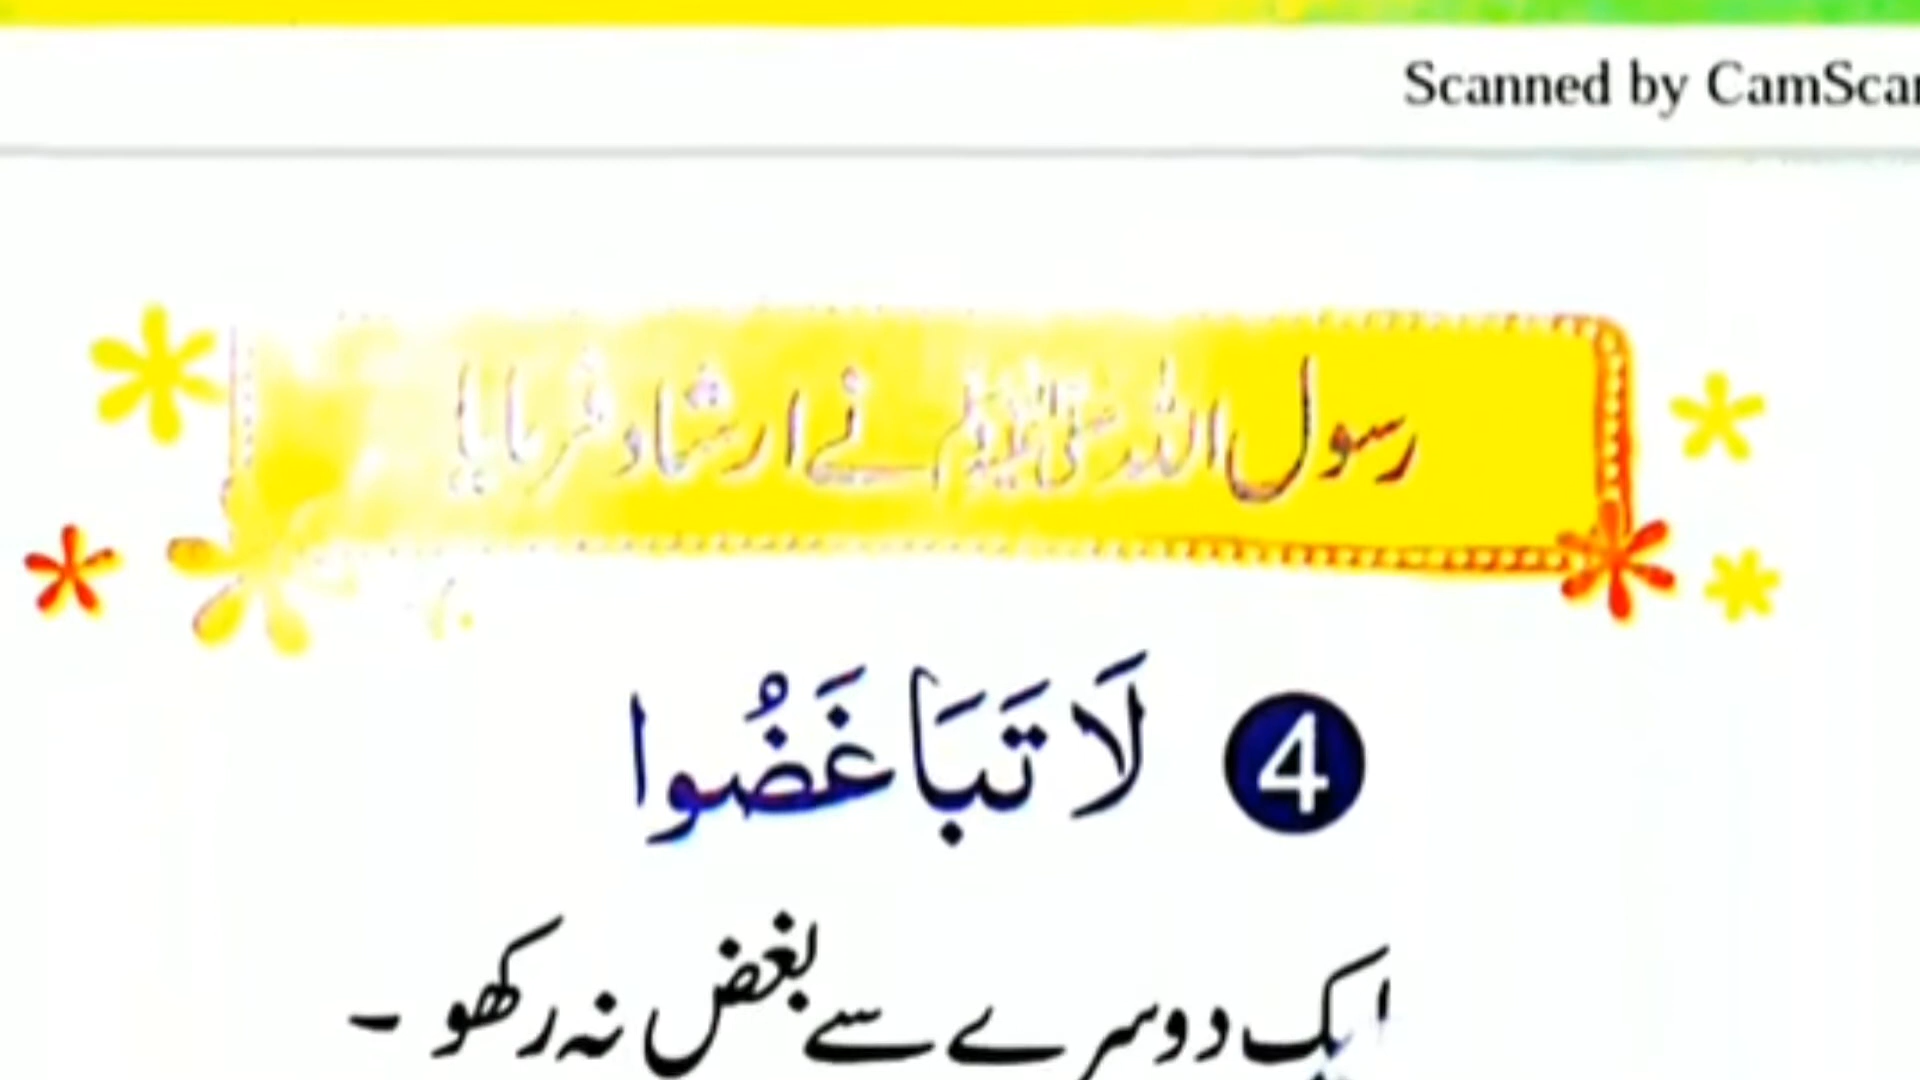 Scanned by CamScan
رسول اللہ ﷺ نے ارشاد فرمایا
4 لَا تَبَاغَضُوا
ایک دوسرے سے بغض نہ رکھو ۔